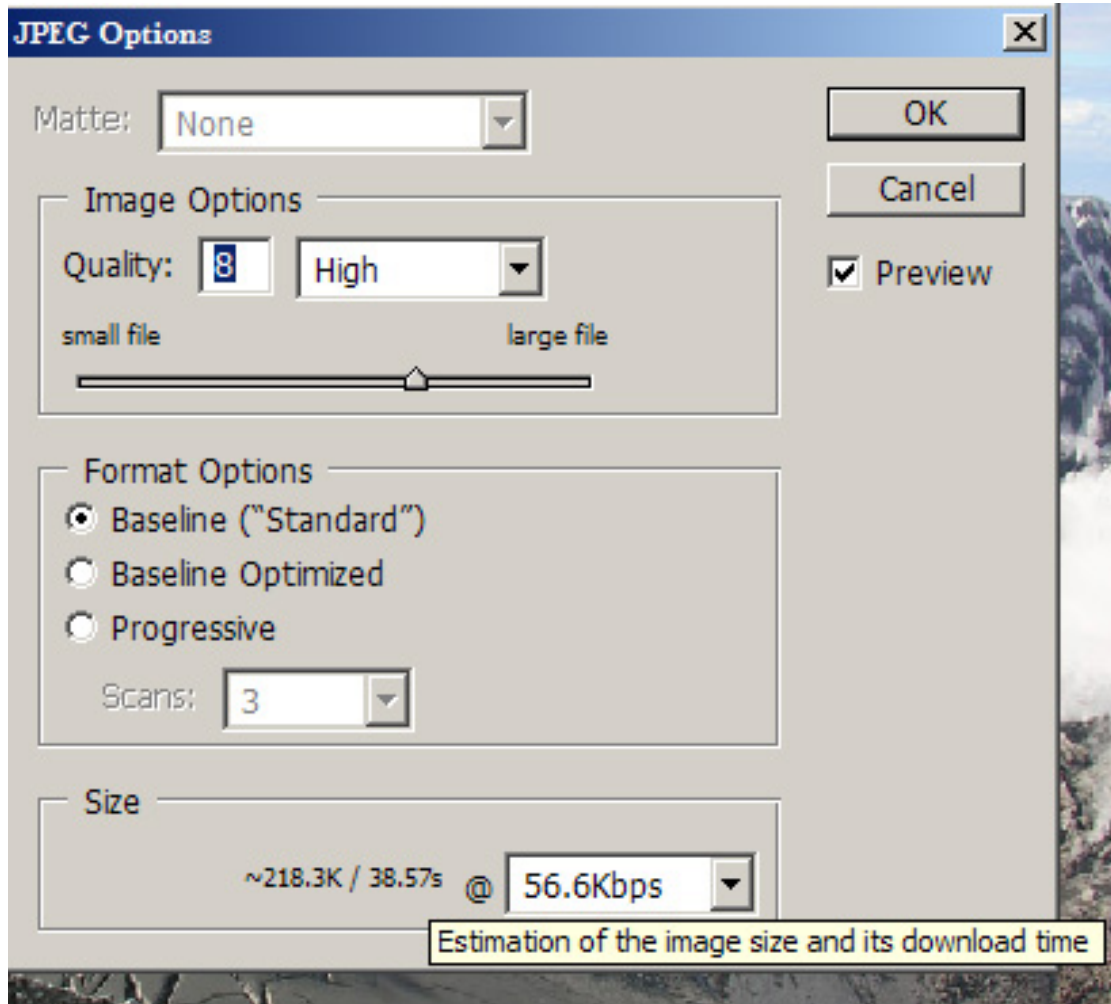 JPEG Options
Matte: None
OK
Cancel
Image Options
Quality: 8 High
Preview
small file large file
Format Options
Baseline (“Standard”)
Baseline Optimized
Progressive
Scans: 3
Size
~218.3K / 38.57s @ 56.6Kbps
Estimation of the image size and its download time